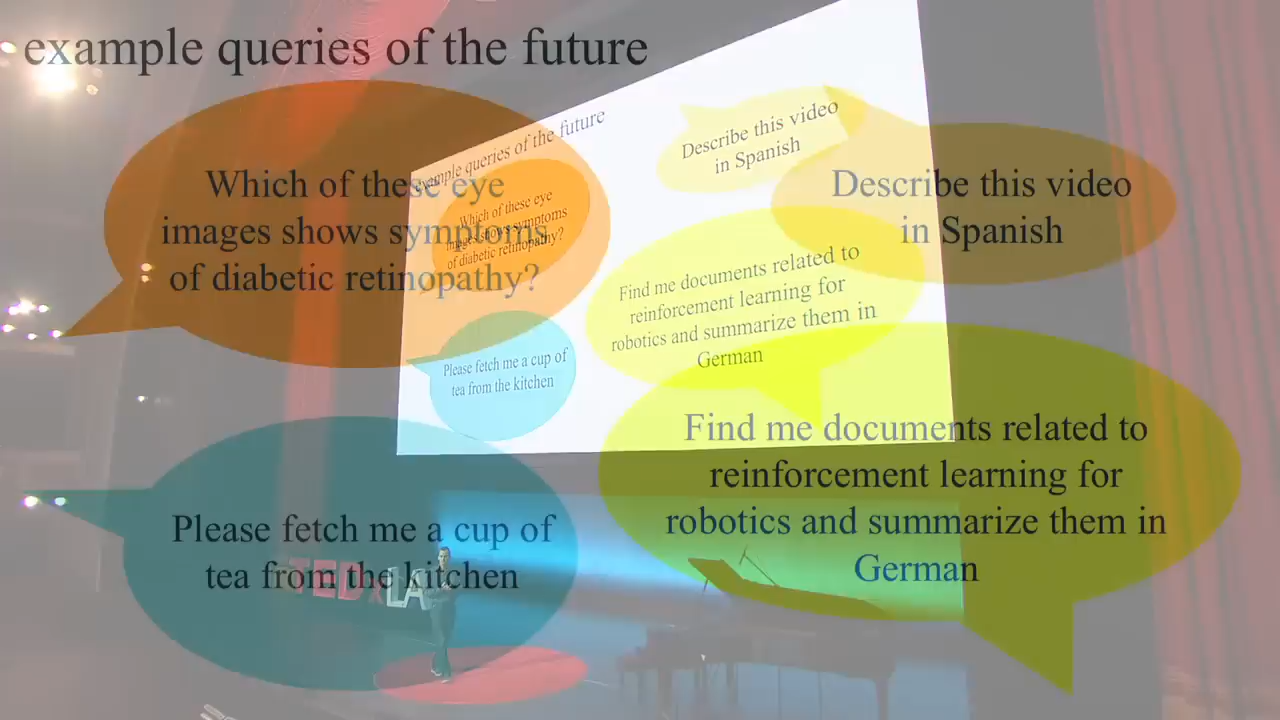 example queries of the future
Which of these eye
images shows symptoms
of diabetic retinopathy?
Describe this video
in Spanish
Please fetch me a cup of
tea from the kitchen
Find me documents related to
reinforcement learning for
robotics and summarize them in
German
example queries of the future
Which of these eye
images shows symptoms
of diabetic retinopathy?
Describe this video
in Spanish
Find me documents related to
reinforcement learning for
robotics and summarize them in
German
Please fetch me a cup of
tea from the kitchen
TEDxLA